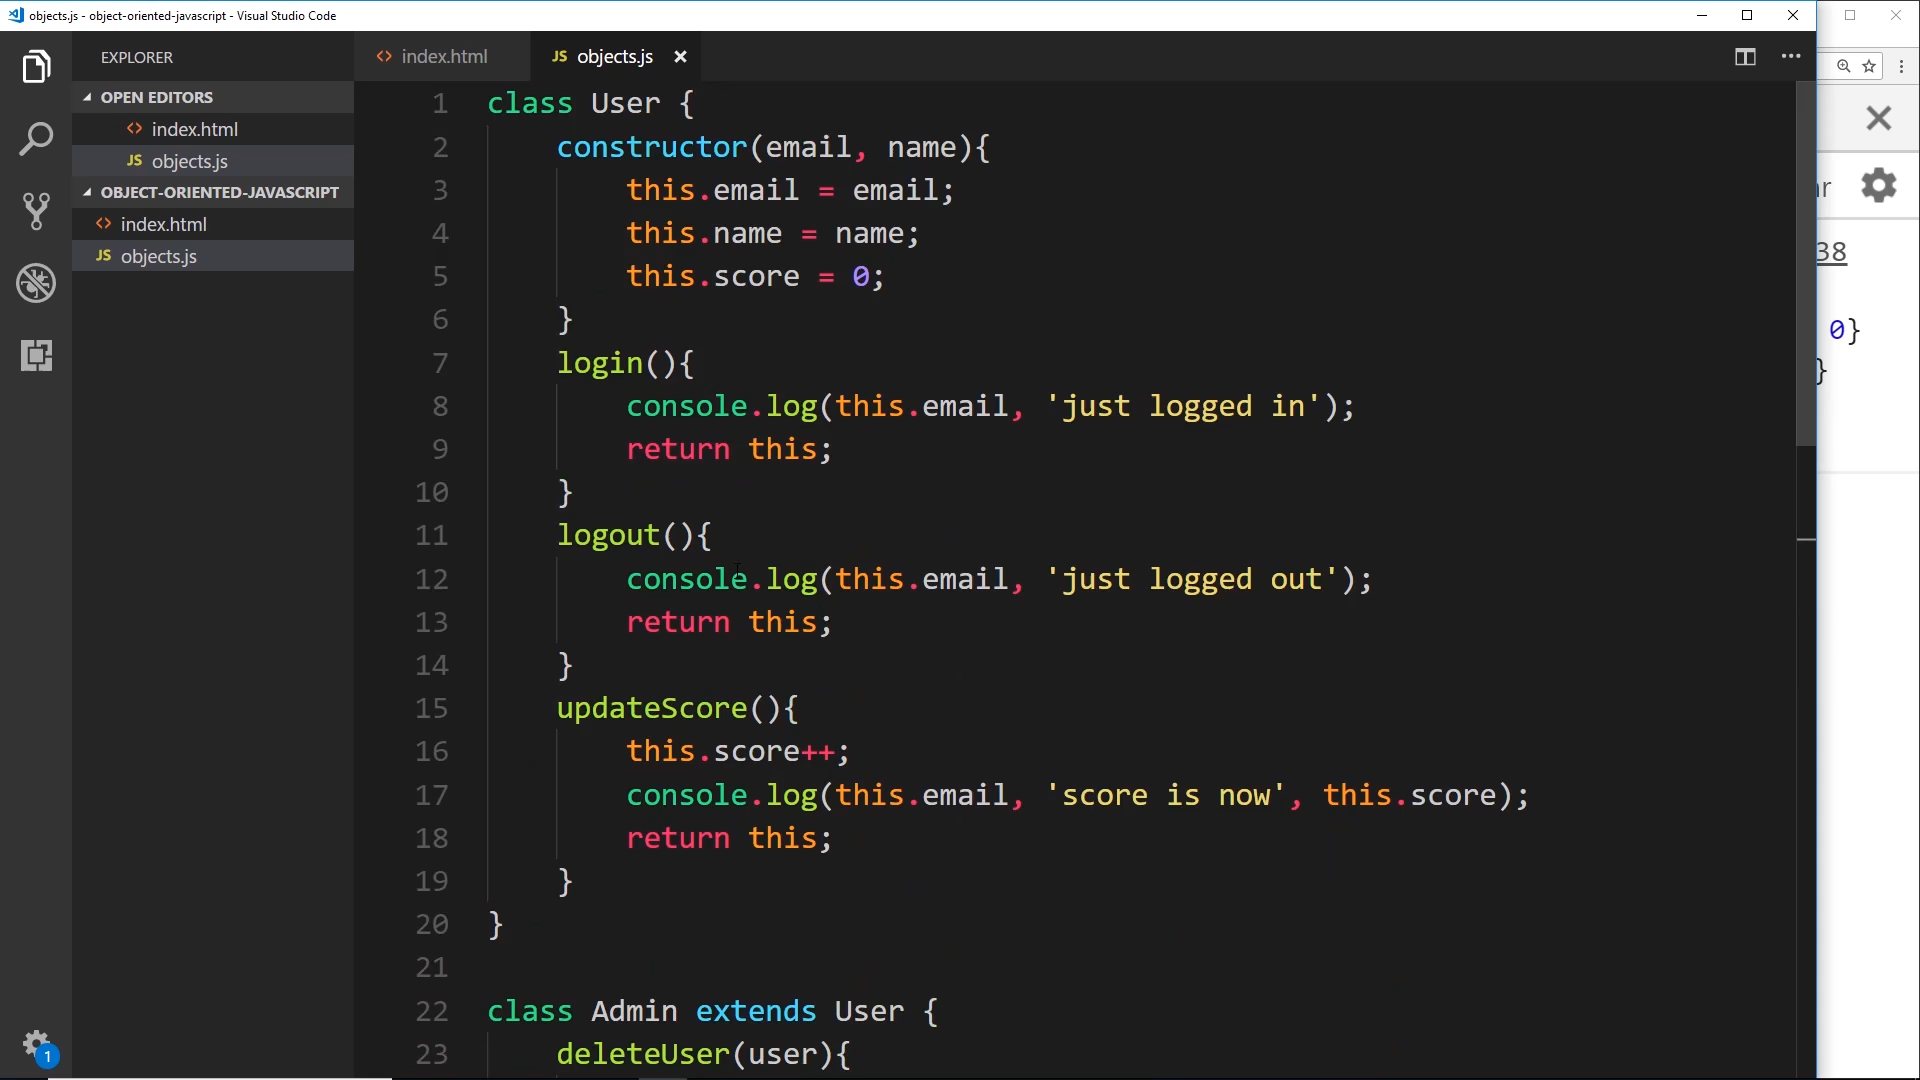 objects.js - object-oriented-javascript - Visual Studio Code
EXPLORER
OPEN EDITORS
index.html
JS objects.js
OBJECT-ORIENTED-JAVASCRIPT
index.html
JS objects.js
1
index.html
JS objects.js
1 class User {
2 constructor(email, name){
3 this.email = email;
4 this.name = name;
5 this.score = 0;
6 }
7 login(){
8 console.log(this.email, 'just logged in');
9 return this;
10 }
11 logout(){
12 console.log(this.email, 'just logged out');
13 return this;
14 }
15 updateScore(){
16 this.score++;
17 console.log(this.email, 'score is now', this.score);
18 return this;
19 }
20 }
21
22 class Admin extends User {
23 deleteUser(user){
38
0}
}